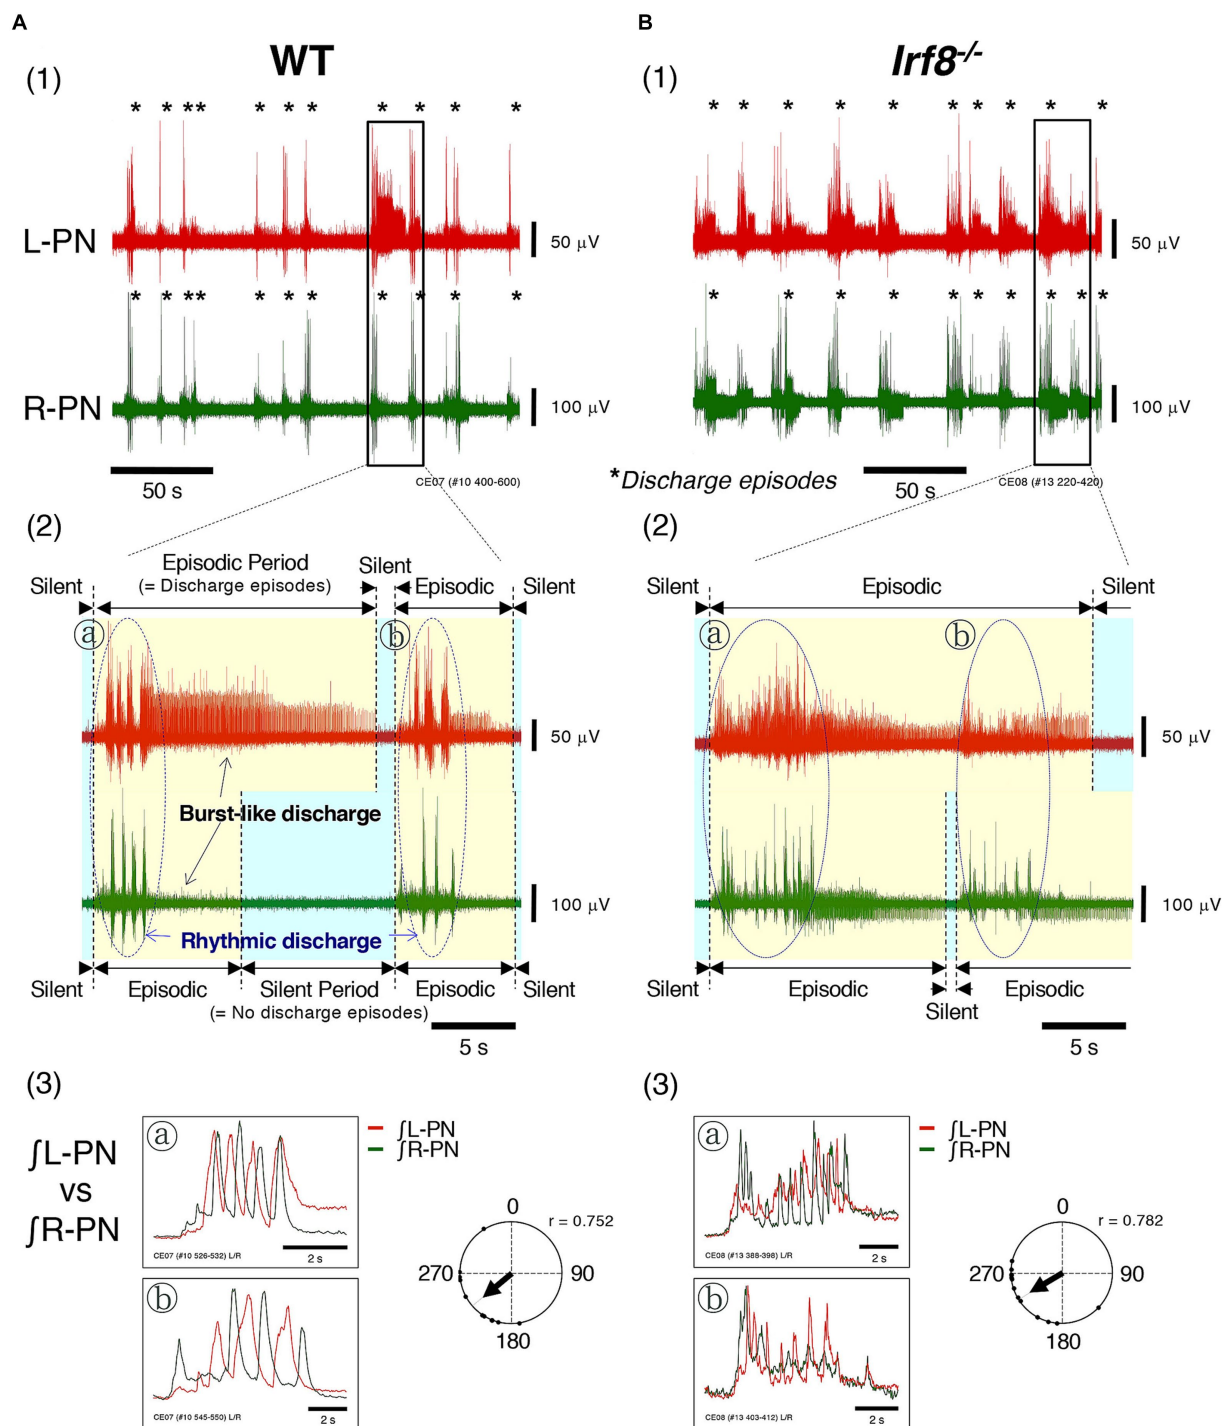 A
B
WT
Irf8-/-
(1)
(1)
* * * * * * * * * * *
* * * * * * * * * *
L-PN
50 μV
50 μV
* * * * * * * * * * *
* * * * * * * * * *
R-PN
100 μV
100 μV
50 s
CE07 (#10 400-600)
*Discharge episodes
50 s
CE08 (#13 220-420)
(2)
(2)
Episodic Period
(= Discharge episodes)
Silent
Silent
Episodic
Silent
Silent
Episodic
Silent
a
b
a
b
50 μV
50 μV
Burst-like discharge
100 μV
100 μV
Rhythmic discharge
Silent
Episodic
Silent Period
(= No discharge episodes)
Episodic
Silent
Silent
Episodic
Silent
Episodic
5 s
5 s
(3)
(3)
∫L-PN
vs
∫R-PN
a
2 s
CE07 (#10 526-532) L/R
∫L-PN
∫R-PN
b
2 s
CE07 (#10 545-550) L/R
0
r = 0.752
270
90
180
a
2 s
CE08 (#13 388-398) L/R
∫L-PN
∫R-PN
b
2 s
CE08 (#13 403-412) L/R
0
r = 0.782
270
90
180